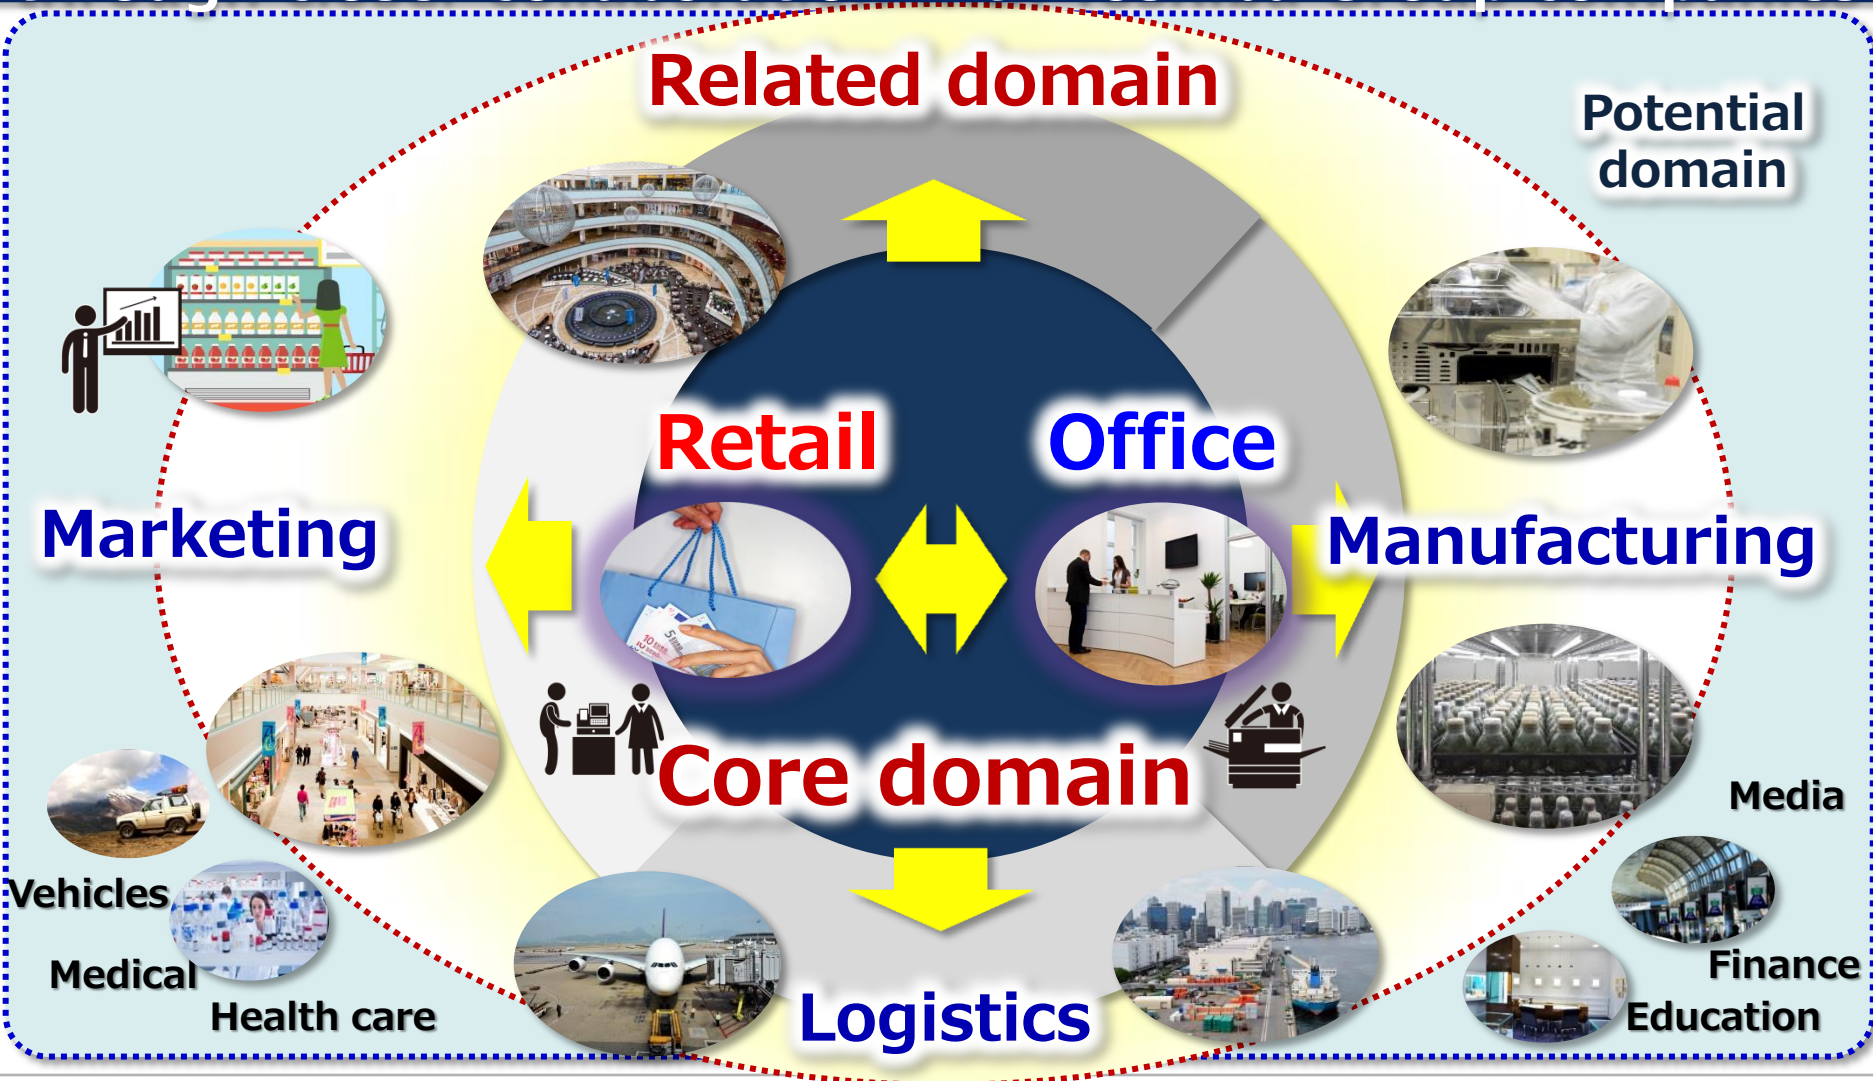 Related domain
Potential
domain
Retail
Office
Marketing
Manufacturing
Core domain
Media
Vehicles
Medical
Finance
Health care
Logistics
Education